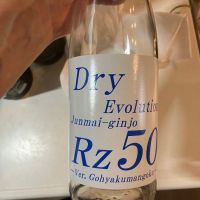 Dry
Evolution
Junmai-ginjo
Rz50
~Ver. Gohyakumangoku~